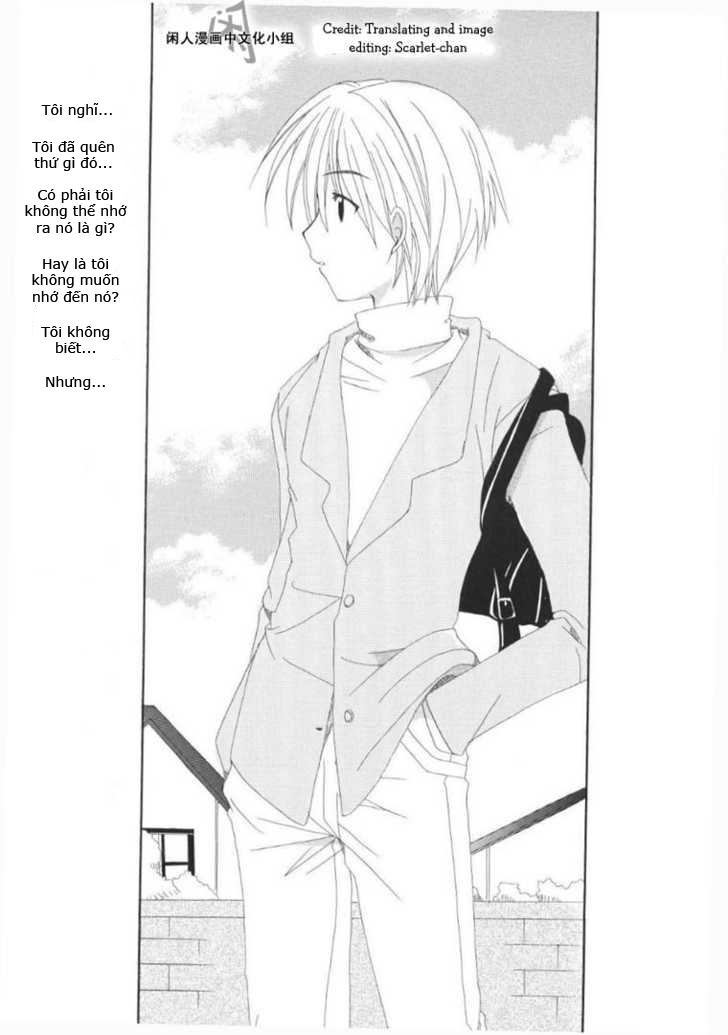 闲
闲人漫画中文化小组
Credit: Translating and image
editing: Scarlet-chan
Tôi nghĩ...
Tôi đã quên
thứ gì đó...
Có phải tôi
không thể nhớ
ra nó là gì?
Hay là tôi
không muốn
nhớ đến nó?
Tôi không
biết...
Nhưng...